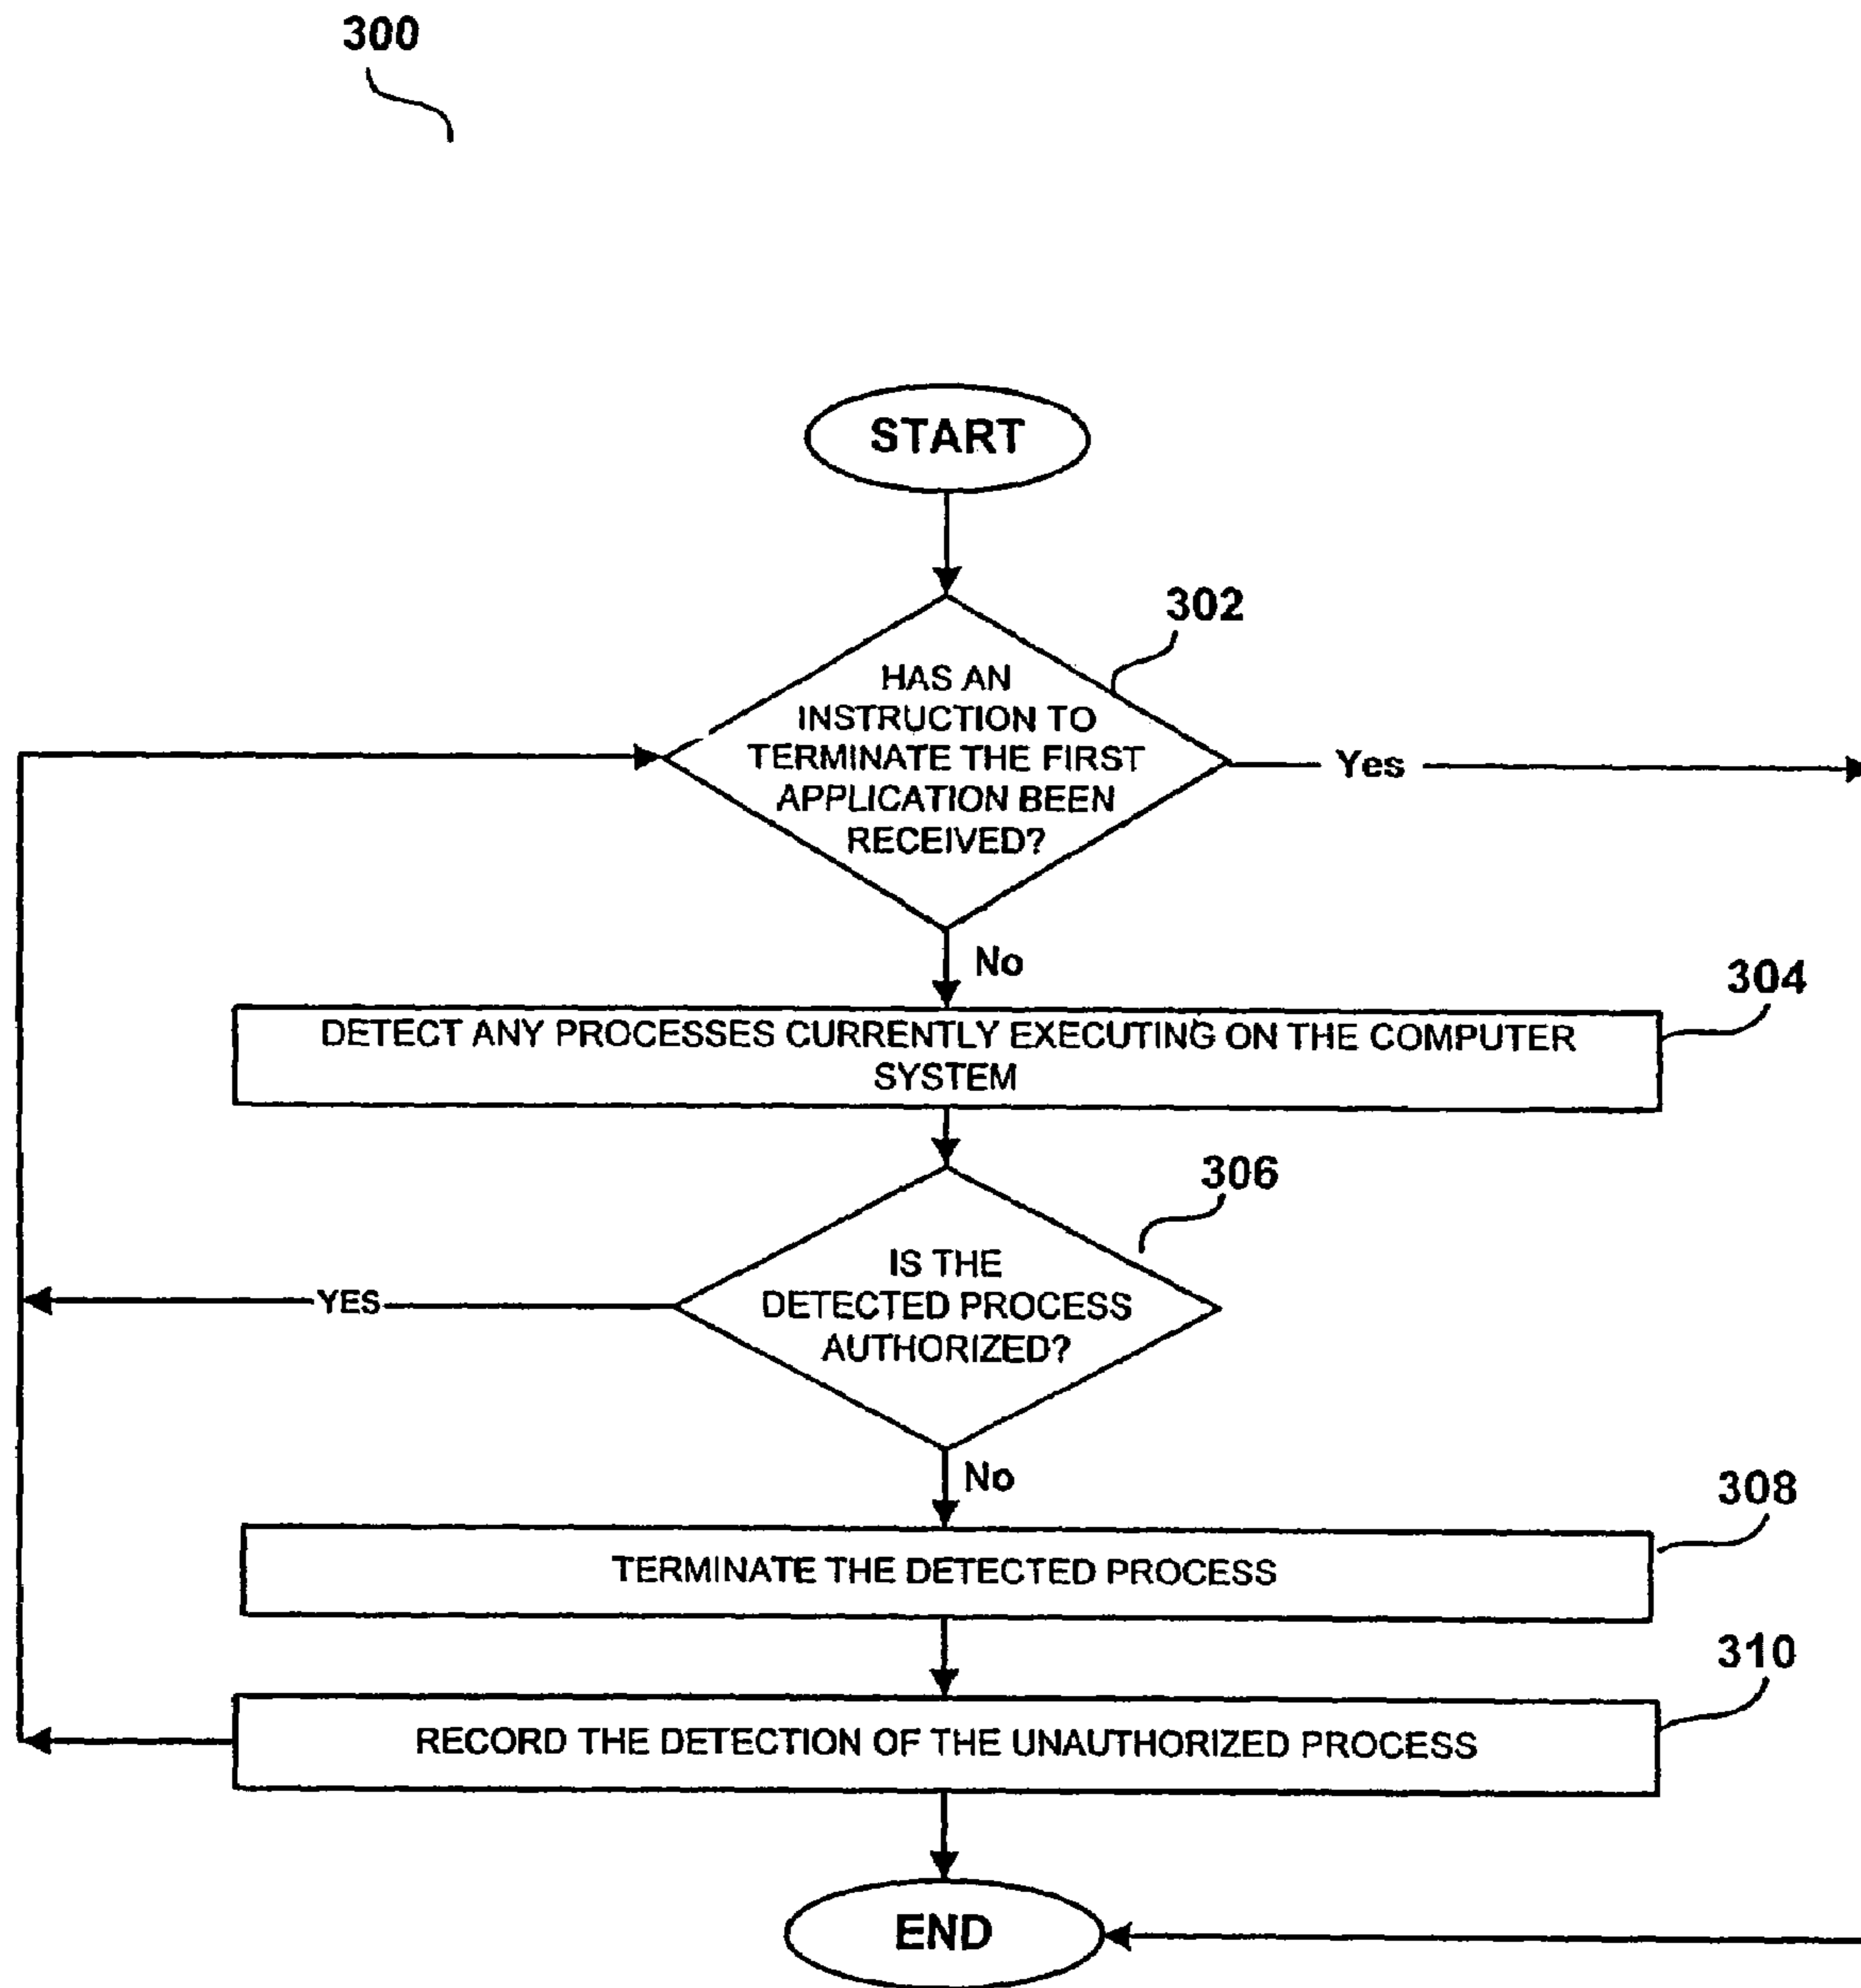 300
START
302
HAS AN
INSTRUCTION TO
TERMINATE THE FIRST
APPLICATION BEEN
RECEIVED?
Yes
No
304
DETECT ANY PROCESSES CURRENTLY EXECUTING ON THE COMPUTER
SYSTEM
306
IS THE
DETECTED PROCESS
AUTHORIZED?
YES
No
308
TERMINATE THE DETECTED PROCESS
310
RECORD THE DETECTION OF THE UNAUTHORIZED PROCESS
END